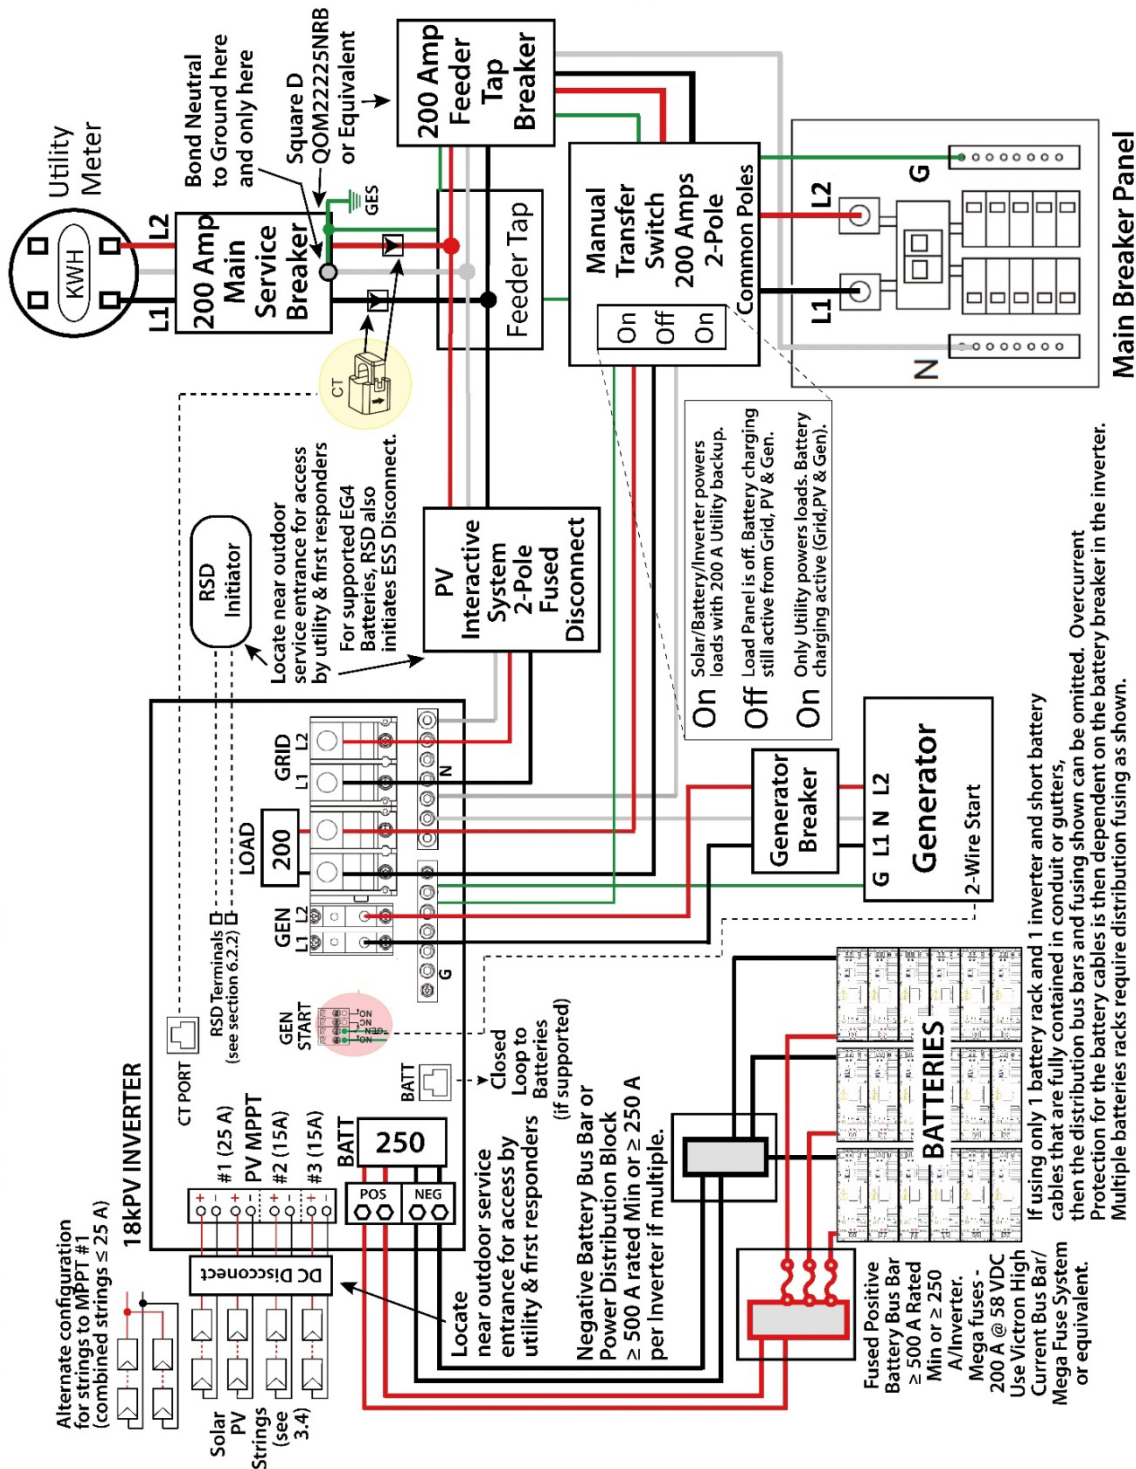 Alternate configuration
for strings to MPPT #1
(combined strings ≤ 25 A)
Solar
PV
Strings
(see
3.4)
DC Discconect
18kPV INVERTER
CT PORT
#1 (25 A)
PV MPPT
#2 (15A)
#3 (15A)
+
-
+
-
+
-
+
-
RSD Terminals
(see section 6.2.2)
GEN
START
NO1
GEN
NC1
NO1
BATT
Closed
Loop to
Batteries
(if supported)
BATT
250
POS
NEG
Locate
near outdoor service
entrance for access by
utility & first responders
GEN
L1 L2
LOAD
200
GRID
L1 L2
G
N
RSD
Initiator
Locate near outdoor
service entrance for access
by utility & first responders
For supported EG4
Batteries, RSD also
initiates ESS Disconnect.
CT
PV
Interactive
System
2-Pole
Fused
Disconnect
Utility
Meter
KWH
L1
L2
200 Amp
Main
Service
Breaker
Bond Neutral
to Ground here
and only here
GES
Square D
QOM22225NRB
or Equivalent
200 Amp
Feeder
Tap
Breaker
Feeder Tap
Manual
Transfer
Switch
200 Amps
2-Pole
Common Poles
On
Off
On
On Solar/Battery/Inverter powers
loads with 200 A Utility backup.
Off Load Panel is off. Battery charging
still active from Grid, PV & Gen.
On Only Utility powers loads. Battery
charging active (Grid,PV & Gen).
L1
L2
N
G
Main Breaker Panel
Generator
Breaker
G L1 N L2
Generator
2-Wire Start
Negative Battery Bus Bar or
Power Distribution Block
≥ 500 A rated Min or ≥ 250 A
per Inverter if multiple.
Fused Positive
Battery Bus Bar
≥ 500 A Rated
Min or ≥ 250
A/Inverter.
Mega fuses -
200 A @ 58 VDC
Use Victron High
Current Bus Bar/
Mega Fuse System
or equivalent.
BATTERIES
If using only 1 battery rack and 1 inverter and short battery
cables that are fully contained in conduit or gutters,
then the distribution bus bars and fusing shown can be omitted. Overcurrent
Protection for the battery cables is then dependent on the battery breaker in the inverter.
Multiple batteries racks require distribution fusing as shown.